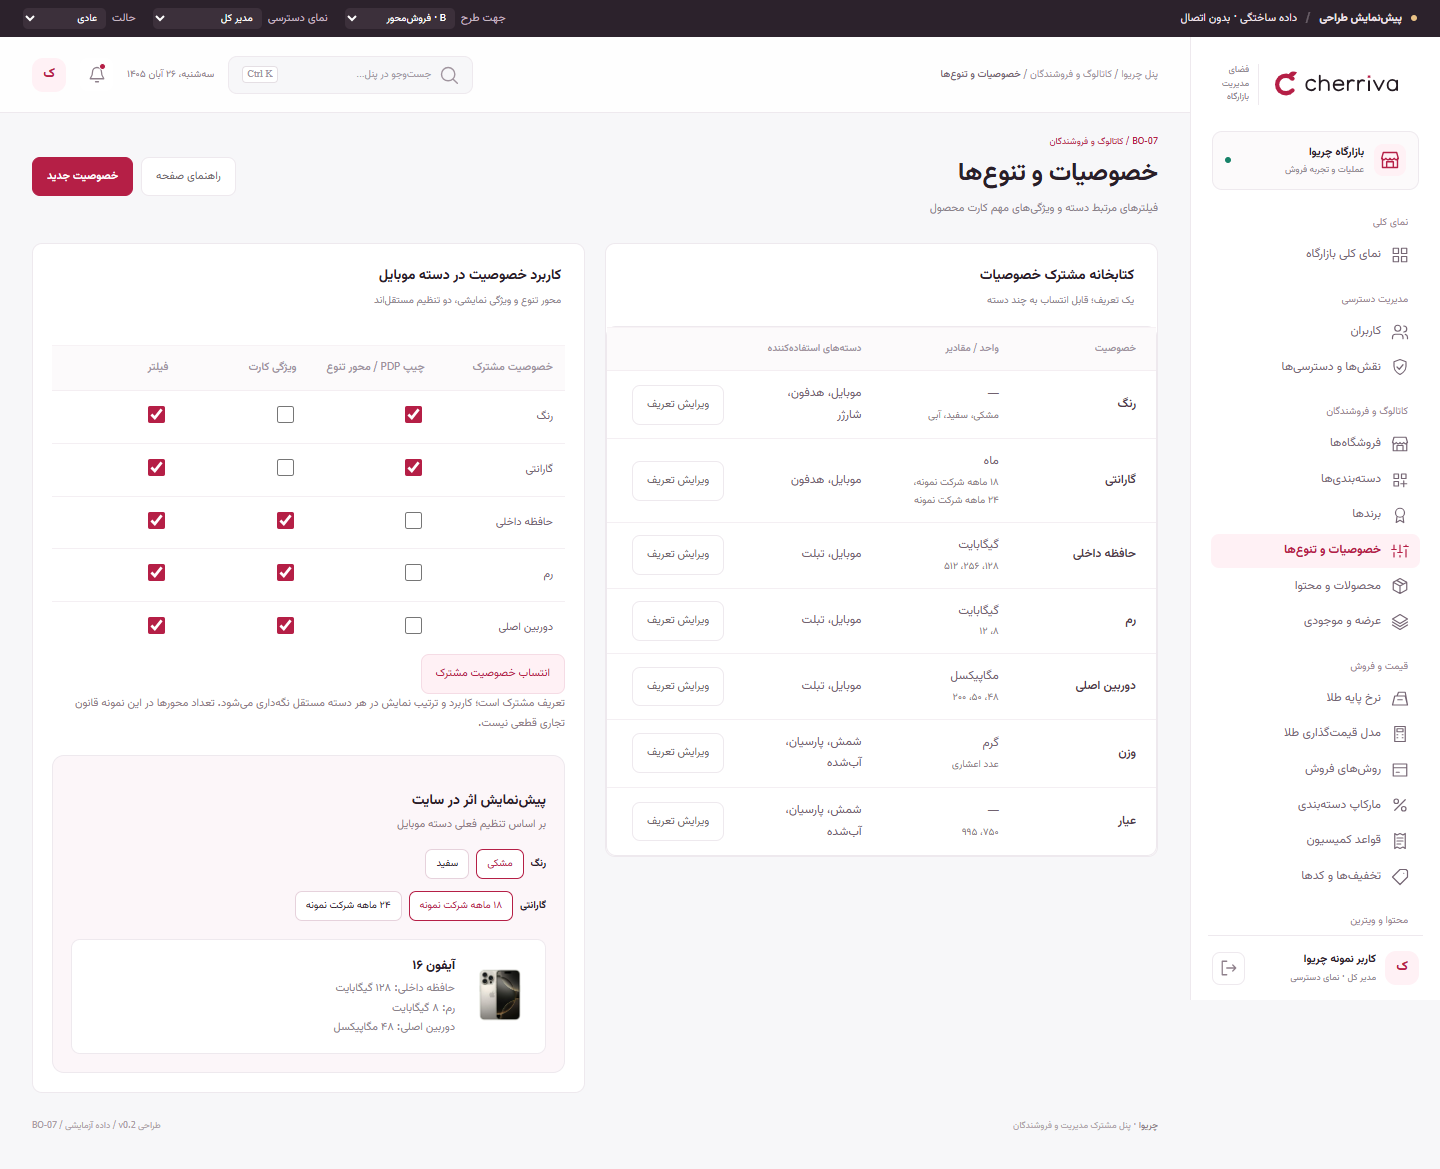 پیش‌نمایش طراحی / داده ساختگی · بدون اتصال
جهت طرح B · فروش‌محور نمای دسترسی مدیر کل حالت عادی
cherriva
فضای
مدیریت
بازارگاه
بازارگاه چریوا
عملیات و تجربه فروش
نمای کلی
نمای کلی بازارگاه
مدیریت دسترسی
کاربران
نقش‌ها و دسترسی‌ها
کاتالوگ و فروشندگان
فروشگاه‌ها
دسته‌بندی‌ها
برندها
خصوصیات و تنوع‌ها
محصولات و محتوا
عرضه و موجودی
قیمت و فروش
نرخ پایه طلا
مدل قیمت‌گذاری طلا
روش‌های فروش
مارکاپ دسته‌بندی
قواعد کمیسیون
تخفیف‌ها و کدها
محتوا و ویترین
ک
کاربر نمونه چریوا
مدیر کل · نمای دسترسی
پنل چریوا / کاتالوگ و فروشندگان / خصوصیات و تنوع‌ها
جست‌وجو در پنل...
Ctrl K
سه‌شنبه، ۲۶ آبان ۱۴۰۵
ک
BO-07 / کاتالوگ و فروشندگان
خصوصیات و تنوع‌ها
فیلترهای مرتبط دسته و ویژگی‌های مهم کارت محصول
راهنمای صفحه
خصوصیت جدید
کتابخانه مشترک خصوصیات
یک تعریف؛ قابل انتساب به چند دسته
خصوصیت واحد / مقادیر دسته‌های استفاده‌کننده
رنگ — موبایل، هدفون، ویرایش تعریف
مشکی، سفید، آبی شارژر
گارانتی ماه موبایل، هدفون ویرایش تعریف
۱۸ ماهه شرکت نمونه،
۲۴ ماهه شرکت نمونه
حافظه داخلی گیگابایت موبایل، تبلت ویرایش تعریف
۱۲۸، ۲۵۶، ۵۱۲
رم گیگابایت موبایل، تبلت ویرایش تعریف
۸، ۱۲
دوربین اصلی مگاپیکسل موبایل، تبلت ویرایش تعریف
۴۸، ۵۰، ۲۰۰
وزن گرم شمش، پارسیان، ویرایش تعریف
عدد اعشاری آب‌شده
عیار — شمش، پارسیان، ویرایش تعریف
۷۵۰، ۹۹۵ آب‌شده
کاربرد خصوصیت در دسته موبایل
محور تنوع و ویژگی نمایشی، دو تنظیم مستقل‌اند
خصوصیت مشترک چیپ PDP / محور تنوع ویژگی کارت فیلتر
رنگ
گارانتی
حافظه داخلی
رم
دوربین اصلی
انتساب خصوصیت مشترک
تعریف مشترک است؛ کاربرد و ترتیب نمایش در هر دسته مستقل نگه‌داری می‌شود. تعداد محورها در این نمونه قانون
تجاری قطعی نیست.
پیش‌نمایش اثر در سایت
بر اساس تنظیم فعلی دسته موبایل
رنگ مشکی سفید
گارانتی ۱۸ ماهه شرکت نمونه ۲۴ ماهه شرکت نمونه
آیفون ۱۶
حافظه داخلی: ۱۲۸ گیگابایت
رم: ۸ گیگابایت
دوربین اصلی: ۴۸ مگاپیکسل
چریوا · پنل مشترک مدیریت و فروشندگان
طراحی v0.2 / داده آزمایشی / BO-07